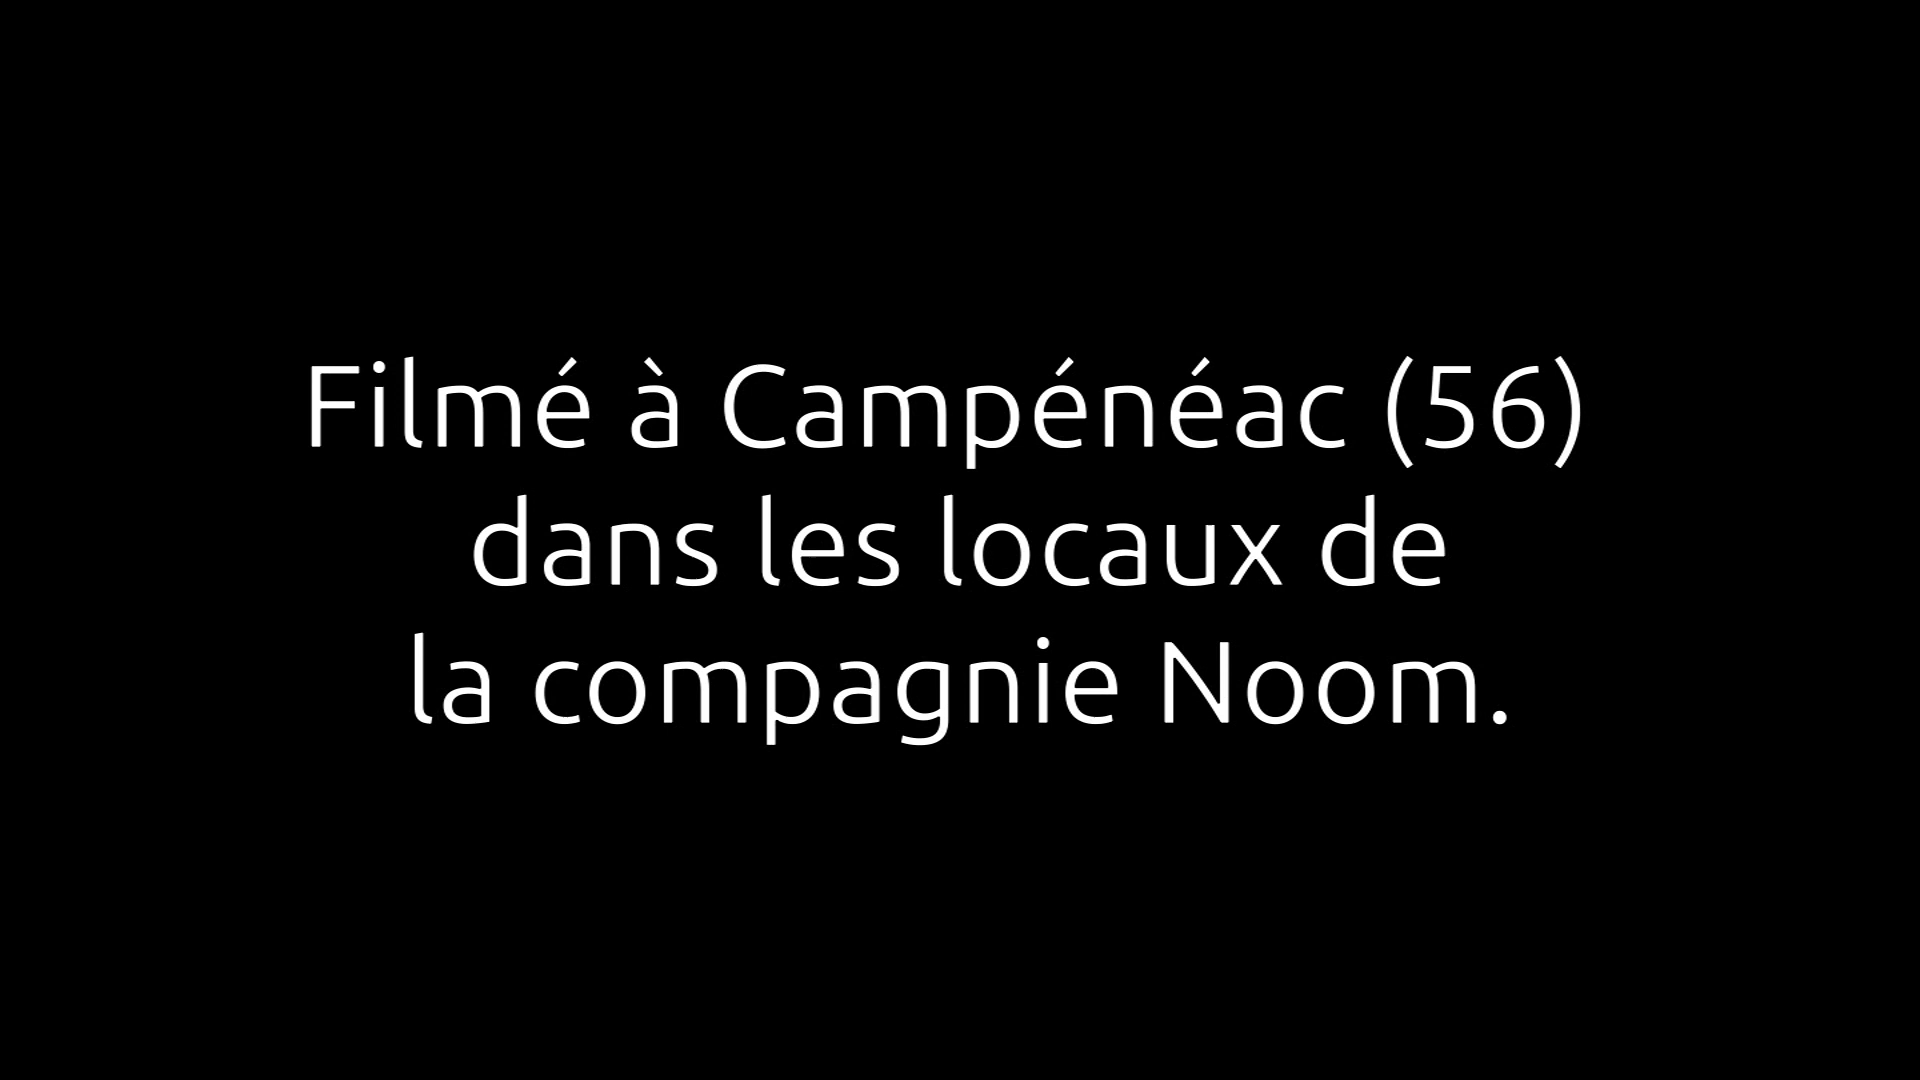 Filmé à Campénéac (56)
dans les locaux de
la compagnie Noom.